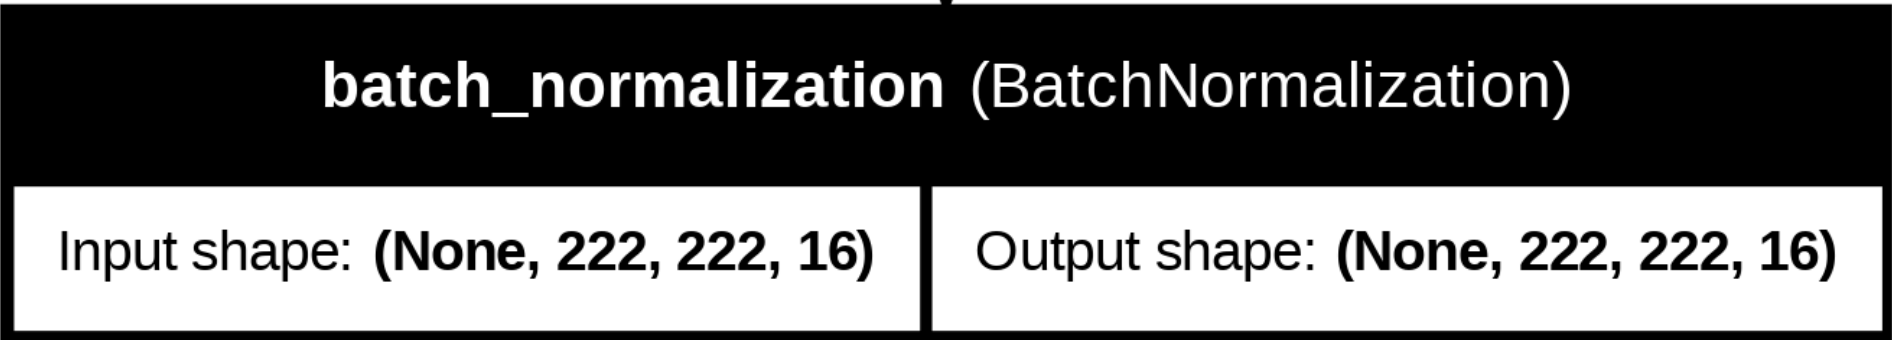 batch_normalization (BatchNormalization)
Input shape: (None, 222, 222, 16)
Output shape: (None, 222, 222, 16)